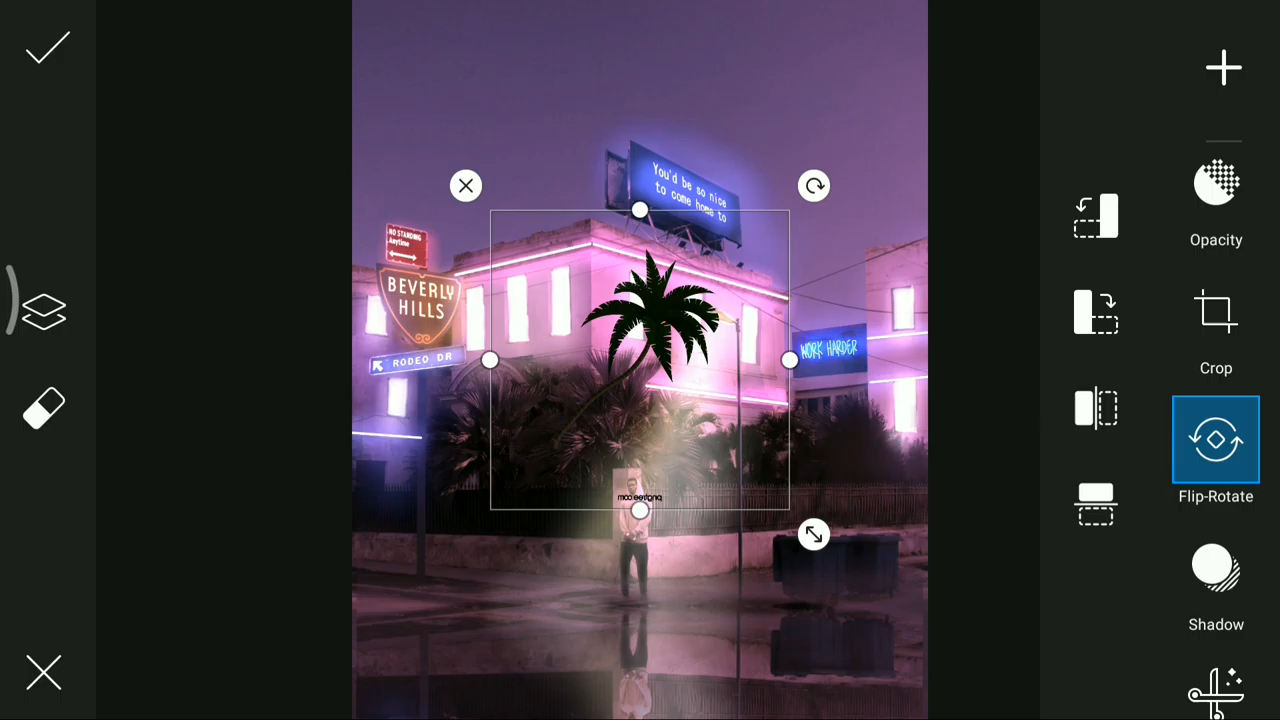 You'd be so nice
to come home to
NO STANDING
Anytime
BEVERLY
HILLS
RODEO DR
WORK HARDER
Opacity
Crop
Flip-Rotate
Shadow